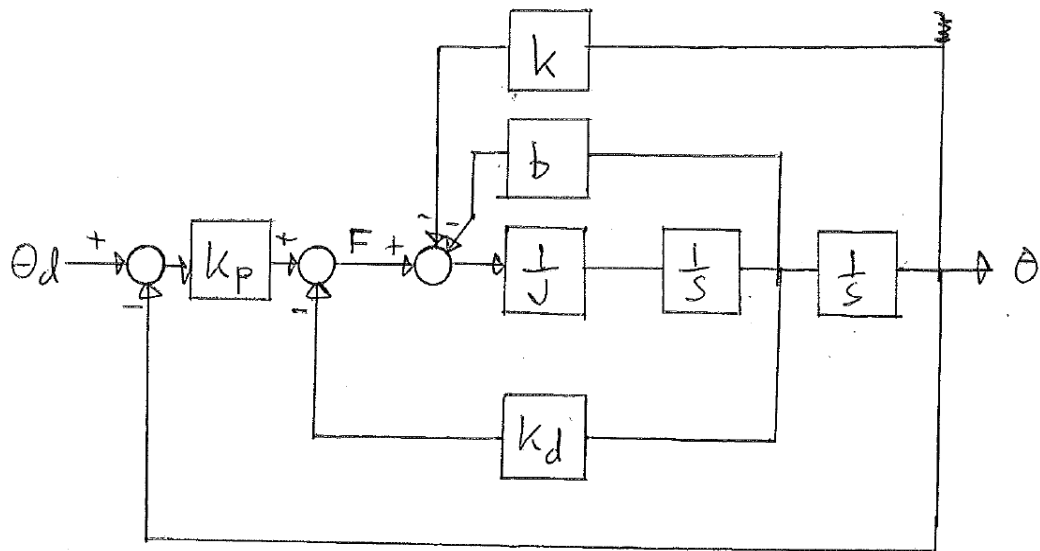 k
b
θd + - Kp + - F + - - 1/J 1/S 1/S θ
Kd